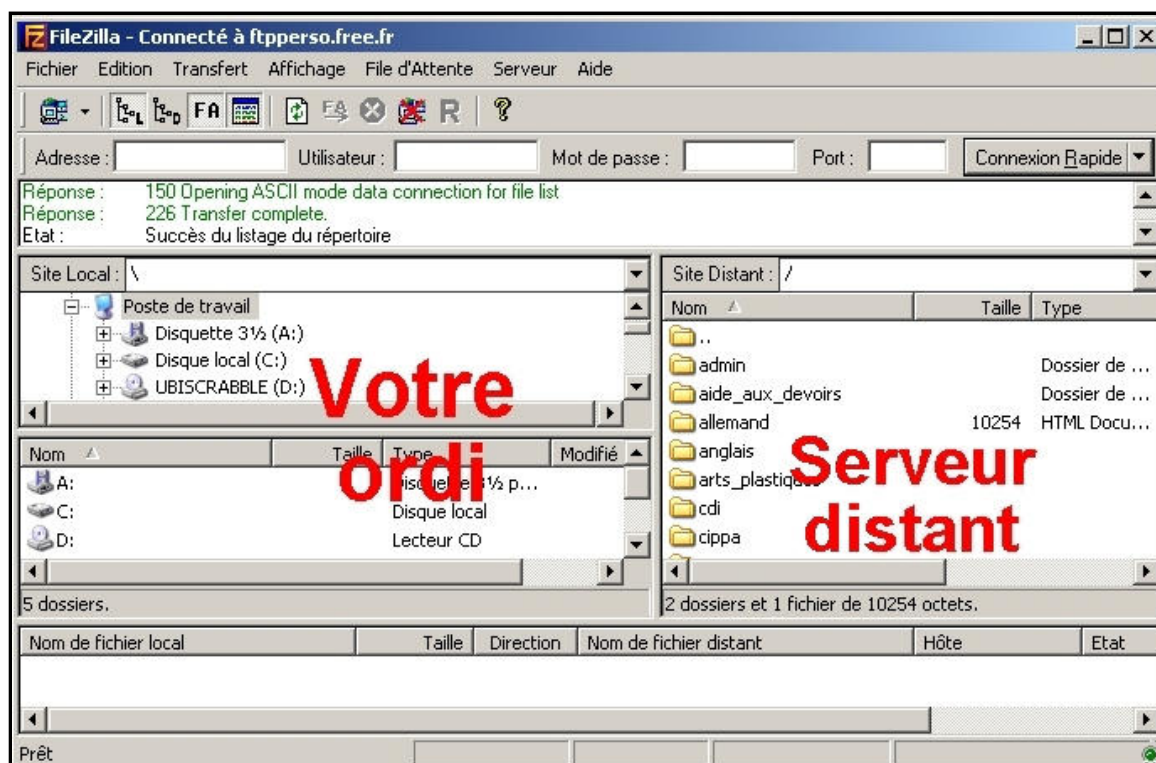 FileZilla - Connecté à ftpperso.free.fr
Fichier Edition Transfert Affichage File d'Attente Serveur Aide
L D FA FA R ?
Adresse : Utilisateur : Mot de passe : Port : Connexion Rapide
Réponse : 150 Opening ASCII mode data connection for file list
Réponse : 226 Transfer complete.
Etat : Succès du listage du répertoire
Site Local : \
Poste de travail
Disquette 3½ (A:)
Disque local (C:)
UBISCRABBLE (D:)
Votre
ordi
Nom Taille Type Modifié
A: Disquette 3½ p...
C: Disque local
D: Lecteur CD
5 dossiers.
Site Distant : /
Nom Taille Type
..
admin Dossier de ...
aide_aux_devoirs Dossier de ...
allemand 10254 HTML Docu...
anglais
arts_plastiques
cdi
cippa
Serveur
distant
2 dossiers et 1 fichier de 10254 octets.
Nom de fichier local Taille Direction Nom de fichier distant Hôte Etat
Prêt